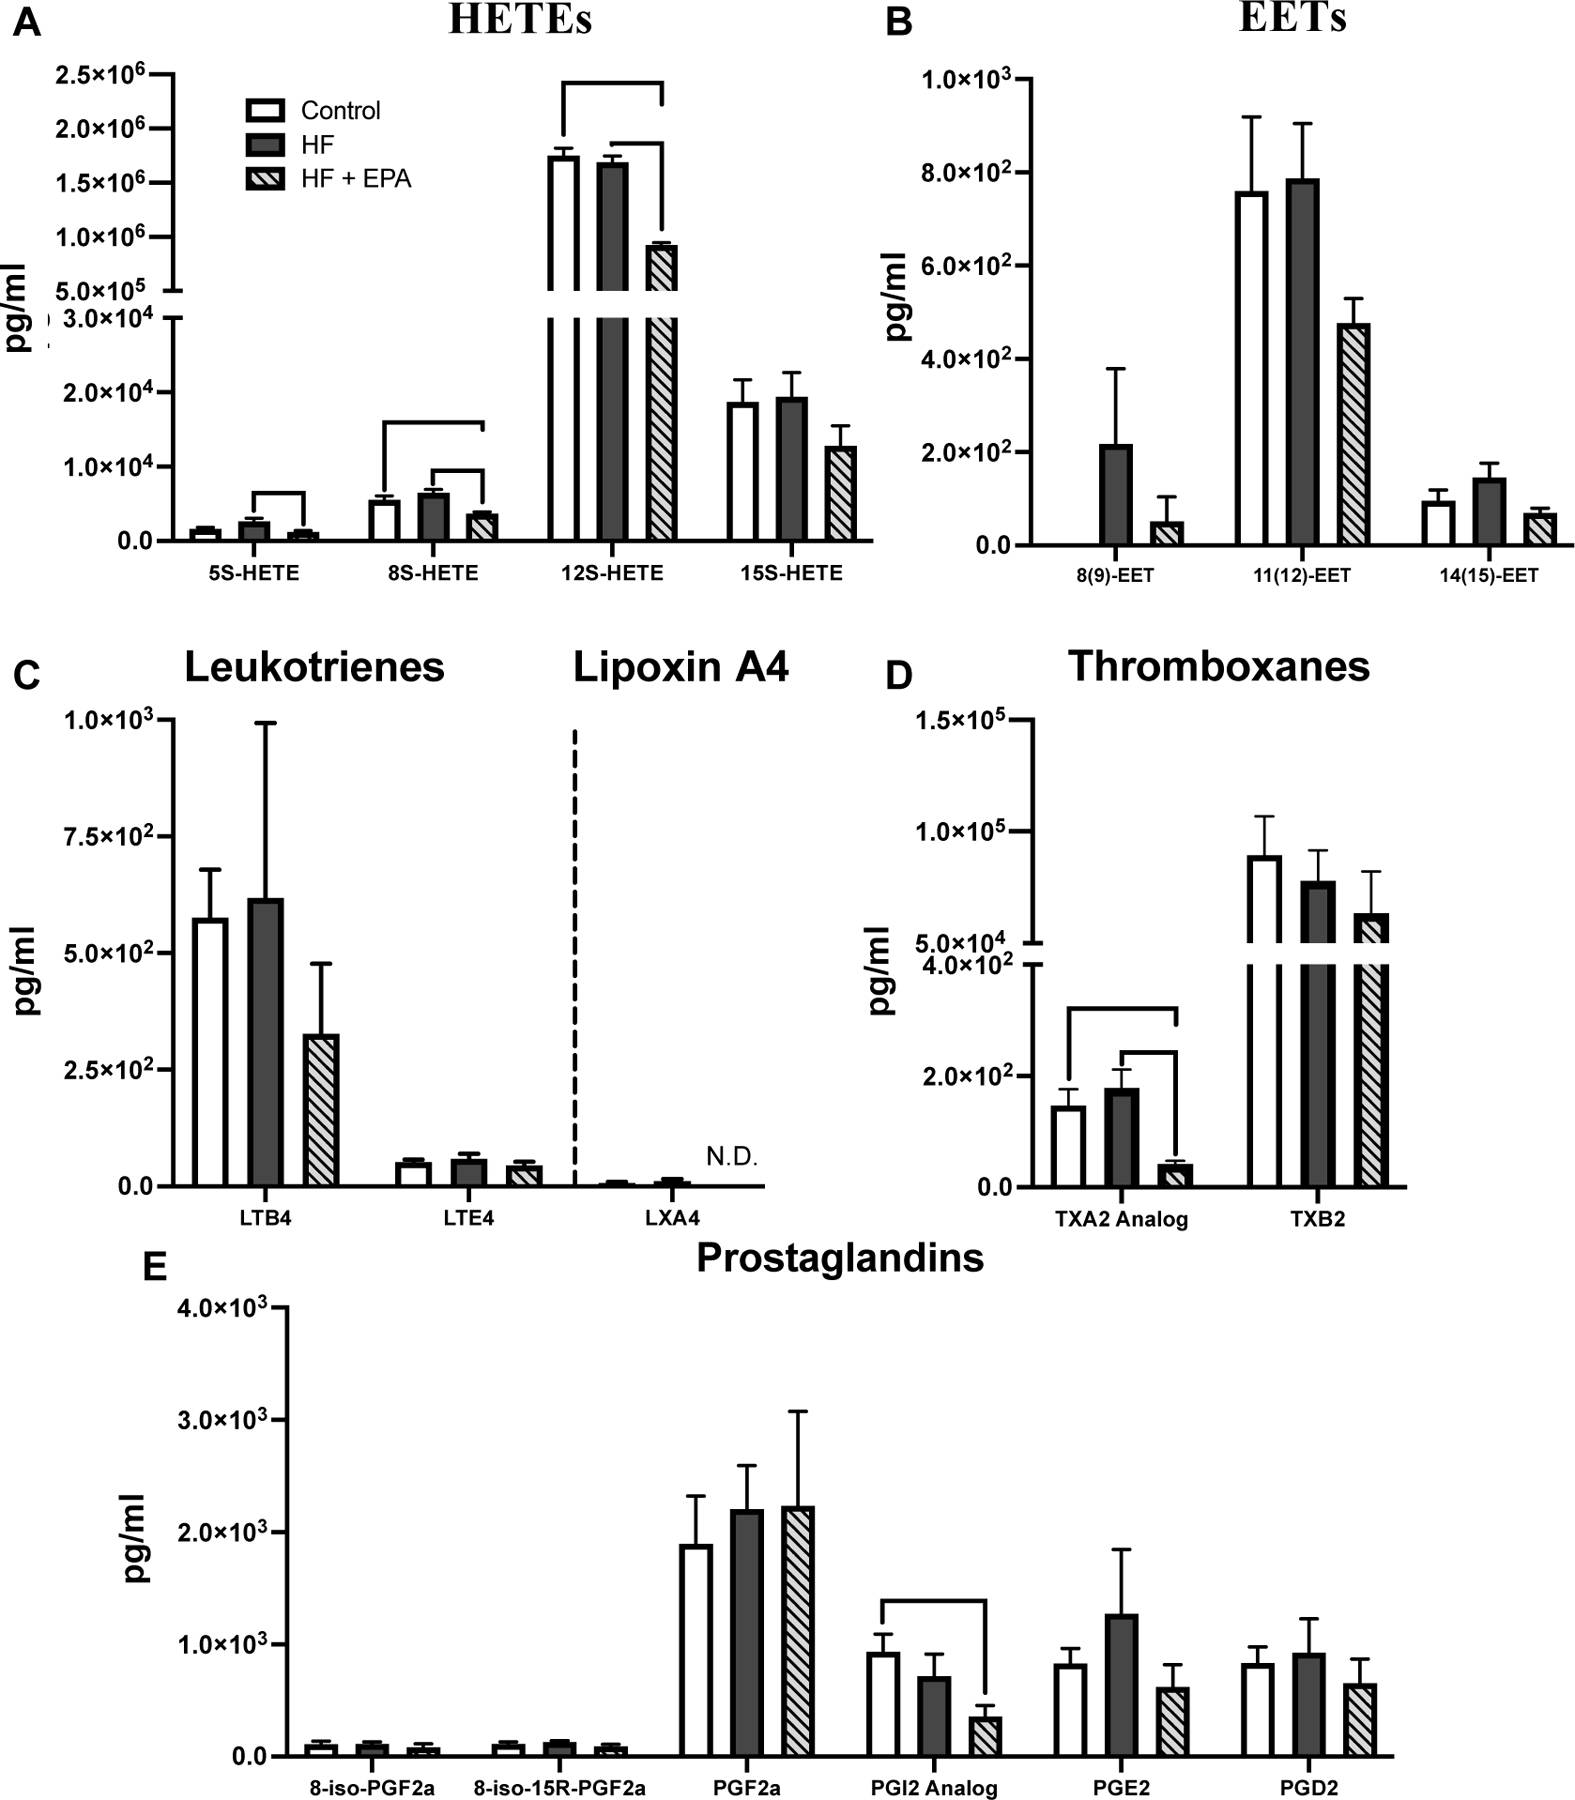 A
HETEs
2.5×10⁶
2.0×10⁶
1.5×10⁶
1.0×10⁶
5.0×10⁵
3.0×10⁴
2.0×10⁴
1.0×10⁴
0.0
pg/ml
Control
HF
HF + EPA
5S-HETE 8S-HETE 12S-HETE 15S-HETE
B
EETs
1.0×10³
8.0×10²
6.0×10²
4.0×10²
2.0×10²
0.0
pg/ml
8(9)-EET 11(12)-EET 14(15)-EET
C
Leukotrienes
Lipoxin A4
1.0×10³
7.5×10²
5.0×10²
2.5×10²
0.0
pg/ml
N.D.
LTB4 LTE4 LXA4
D
Thromboxanes
1.5×10⁵
1.0×10⁵
5.0×10⁴
4.0×10²
2.0×10²
0.0
pg/ml
TXA2 Analog TXB2
E
Prostaglandins
4.0×10³
3.0×10³
2.0×10³
1.0×10³
0.0
pg/ml
8-iso-PGF2a 8-iso-15R-PGF2a PGF2a PGI2 Analog PGE2 PGD2